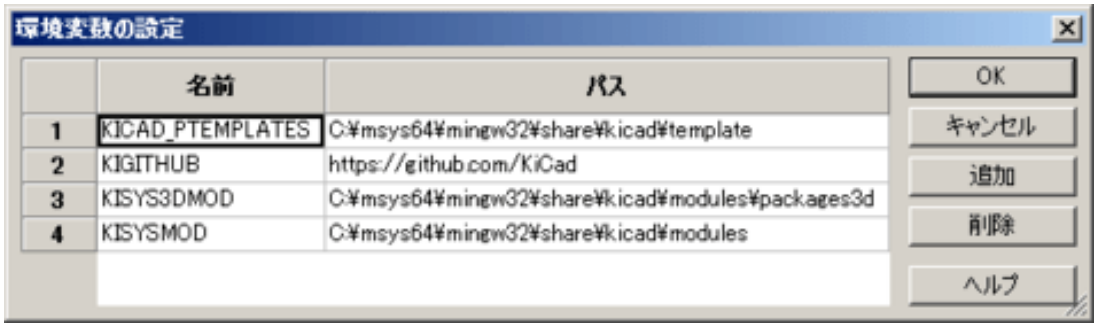 環境変数の設定
名前 パス OK
1 KICAD_PTEMPLATES C:¥msys64¥mingw32¥share¥kicad¥template キャンセル
2 KIGITHUB https://github.com/KiCad 追加
3 KISYS3DMOD C:¥msys64¥mingw32¥share¥kicad¥modules¥packages3d
4 KISYSMOD C:¥msys64¥mingw32¥share¥kicad¥modules 削除
ヘルプ